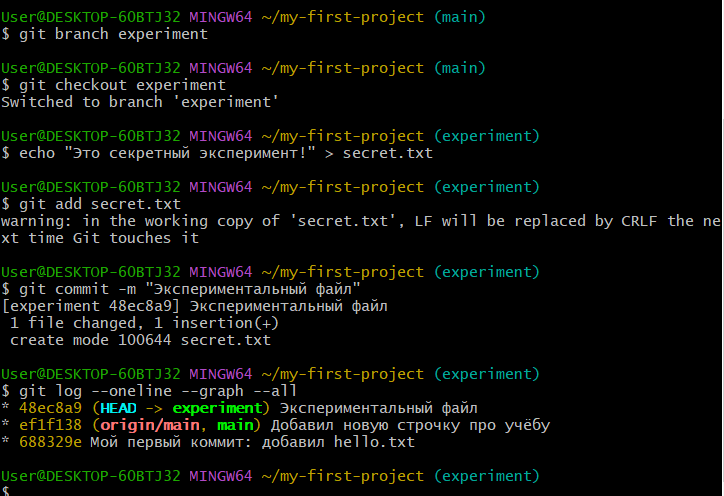 User@DESKTOP-6OBTJ32 MINGW64 ~/my-first-project (main)
$ git branch experiment
User@DESKTOP-6OBTJ32 MINGW64 ~/my-first-project (main)
$ git checkout experiment
Switched to branch 'experiment'
User@DESKTOP-6OBTJ32 MINGW64 ~/my-first-project (experiment)
$ echo "Это секретный эксперимент!" > secret.txt
User@DESKTOP-6OBTJ32 MINGW64 ~/my-first-project (experiment)
$ git add secret.txt
warning: in the working copy of 'secret.txt', LF will be replaced by CRLF the ne
xt time Git touches it
User@DESKTOP-6OBTJ32 MINGW64 ~/my-first-project (experiment)
$ git commit -m "Экспериментальный файл"
[experiment 48ec8a9] Экспериментальный файл
 1 file changed, 1 insertion(+)
 create mode 100644 secret.txt
User@DESKTOP-6OBTJ32 MINGW64 ~/my-first-project (experiment)
$ git log --oneline --graph --all
* 48ec8a9 (HEAD -> experiment) Экспериментальный файл
* ef1f138 (origin/main, main) Добавил новую строчку про учёбу
* 688329e Мой первый коммит: добавил hello.txt
User@DESKTOP-6OBTJ32 MINGW64 ~/my-first-project (experiment)
$